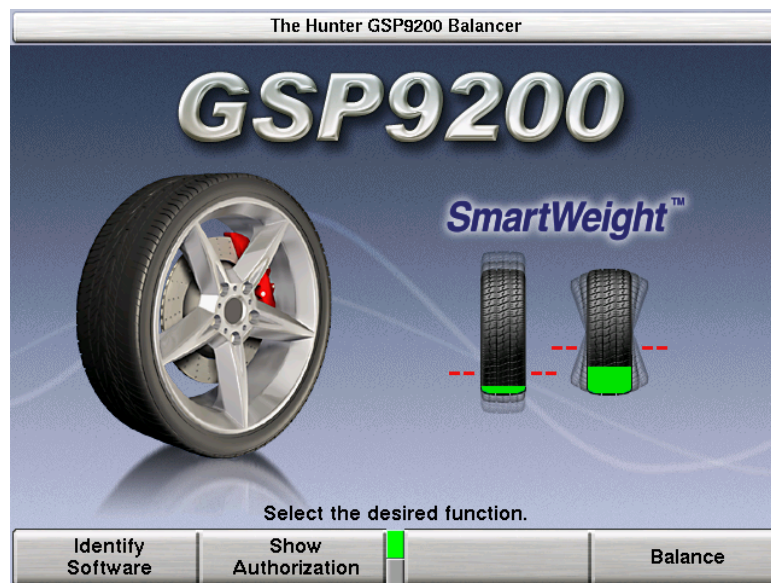 The Hunter GSP9200 Balancer
GSP9200
SmartWeight™
Select the desired function.
Identify
Software
Show
Authorization
Balance